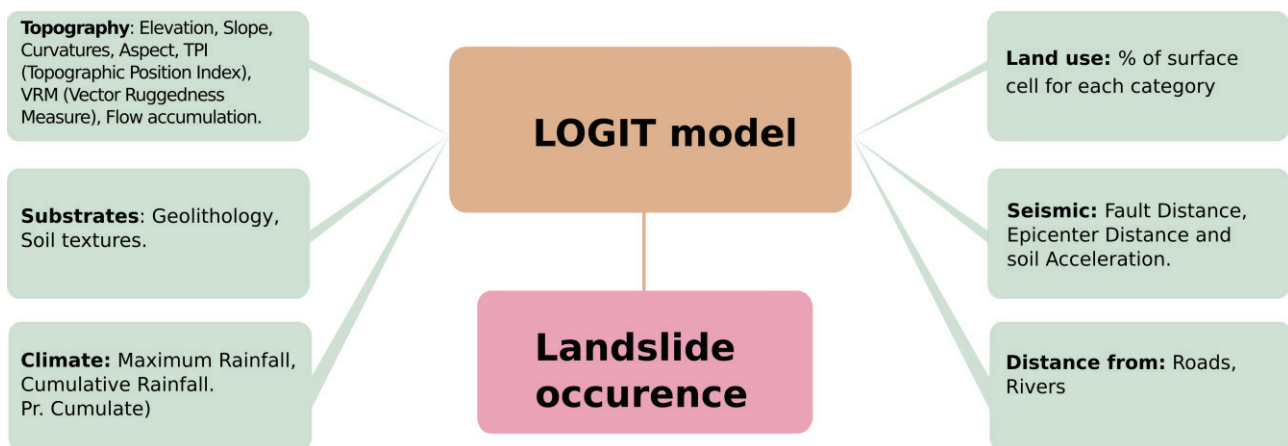 Topography: Elevation, Slope,
Curvatures, Aspect, TPI
(Topographic Position Index),
VRM (Vector Ruggedness
Measure), Flow accumulation.
Substrates: Geolithology,
Soil textures.
Climate: Maximum Rainfall,
Cumulative Rainfall.
Pr. Cumulate)
LOGIT model
Landslide
occurence
Land use: % of surface
cell for each category
Seismic: Fault Distance,
Epicenter Distance and
soil Acceleration.
Distance from: Roads,
Rivers